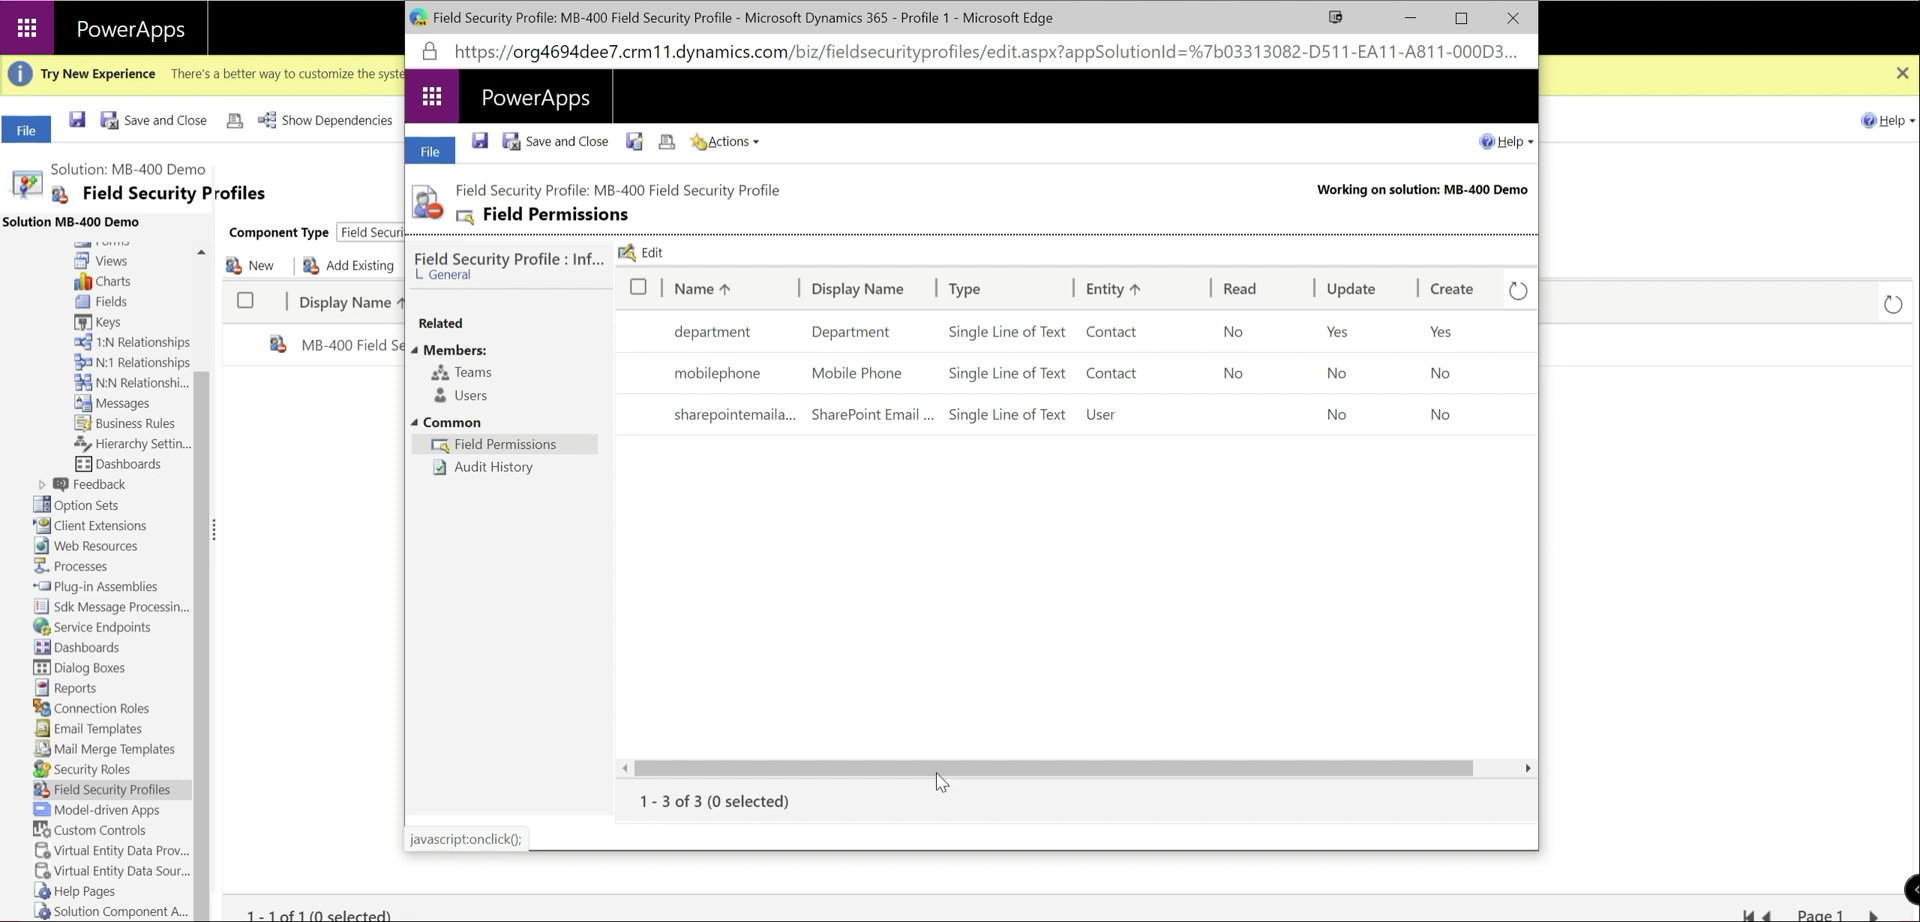 PowerApps
Try New Experience There's a better way to customize the syste
File
Save and Close
Show Dependencies
Help
Solution: MB-400 Demo
Field Security Profiles
Solution MB-400 Demo
Forms
Views
Charts
Fields
Keys
1:N Relationships
N:1 Relationships
N:N Relationshi...
Messages
Business Rules
Hierarchy Settin...
Dashboards
Feedback
Option Sets
Client Extensions
Web Resources
Processes
Plug-in Assemblies
Sdk Message Processin...
Service Endpoints
Dashboards
Dialog Boxes
Reports
Connection Roles
Email Templates
Mail Merge Templates
Security Roles
Field Security Profiles
Model-driven Apps
Custom Controls
Virtual Entity Data Prov...
Virtual Entity Data Sour...
Help Pages
Solution Component A...
Component Type Field Securi
New Add Existing
Display Name
MB-400 Field Se
1 - 1 of 1 (0 selected)
Page 1
Field Security Profile: MB-400 Field Security Profile - Microsoft Dynamics 365 - Profile 1 - Microsoft Edge
https://org4694dee7.crm11.dynamics.com/biz/fieldsecurityprofiles/edit.aspx?appSolutionId=%7b03313082-D511-EA11-A811-000D3...
PowerApps
File
Save and Close
Actions
Help
Field Security Profile: MB-400 Field Security Profile
Field Permissions
Working on solution: MB-400 Demo
Field Security Profile : Inf...
General
Related
Members:
Teams
Users
Common
Field Permissions
Audit History
Edit
Name Display Name Type Entity Read Update Create
department Department Single Line of Text Contact No Yes Yes
mobilephone Mobile Phone Single Line of Text Contact No No No
sharepointemaila... SharePoint Email ... Single Line of Text User No No
1 - 3 of 3 (0 selected)
javascript:onclick();